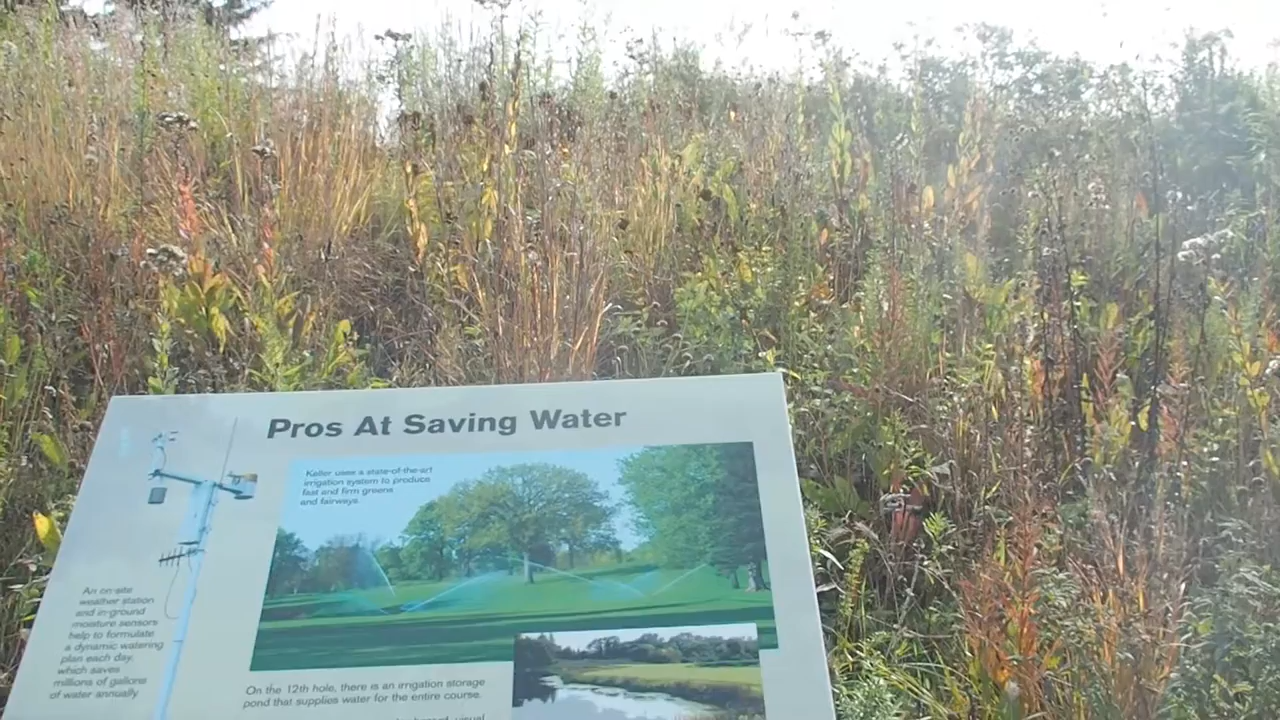 Pros At Saving Water
Keller uses a state-of-the-art
irrigation system to produce
fast and firm greens
and fairways.
An on-site
weather station
and in-ground
moisture sensors
help to formulate
a dynamic watering
plan each day,
which saves
millions of gallons
of water annually
On the 12th hole, there is an irrigation storage
pond that supplies water for the entire course.
visual